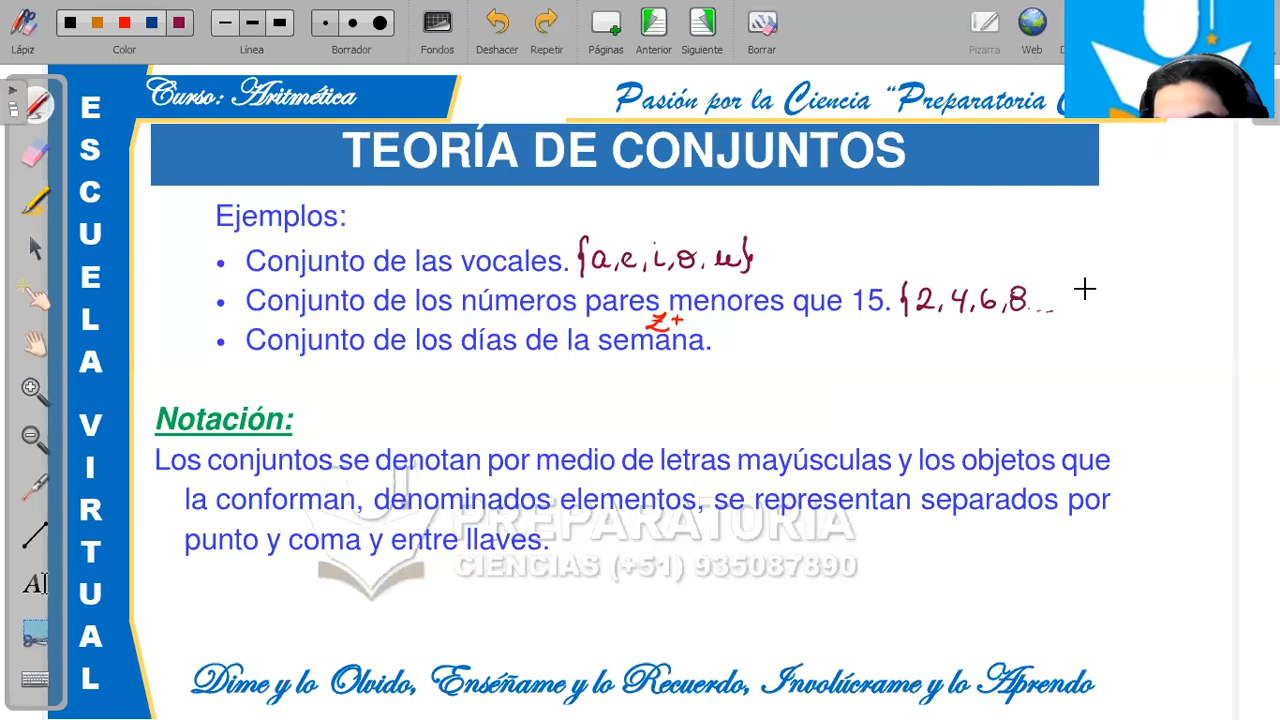 Lápiz Color Línea Borrador Fondos Deshacer Repetir Páginas Anterior Siguiente Borrar Pizarra Web
Curso: Aritmética
Pasión por la Ciencia "Preparatoria C
ESCUELA VIRTUAL
TEORÍA DE CONJUNTOS
Ejemplos:
• Conjunto de las vocales. {a, e, i, o, u}
• Conjunto de los números pares menores que 15. {2, 4, 6, 8...
Z+
• Conjunto de los días de la semana.
Notación:
Los conjuntos se denotan por medio de letras mayúsculas y los objetos que
la conforman, denominados elementos, se representan separados por
punto y coma y entre llaves.
PREPARATORIA
CIENCIAS (+51) 935087890
Dime y lo Olvido, Enséñame y lo Recuerdo, Involúcrame y lo Aprendo